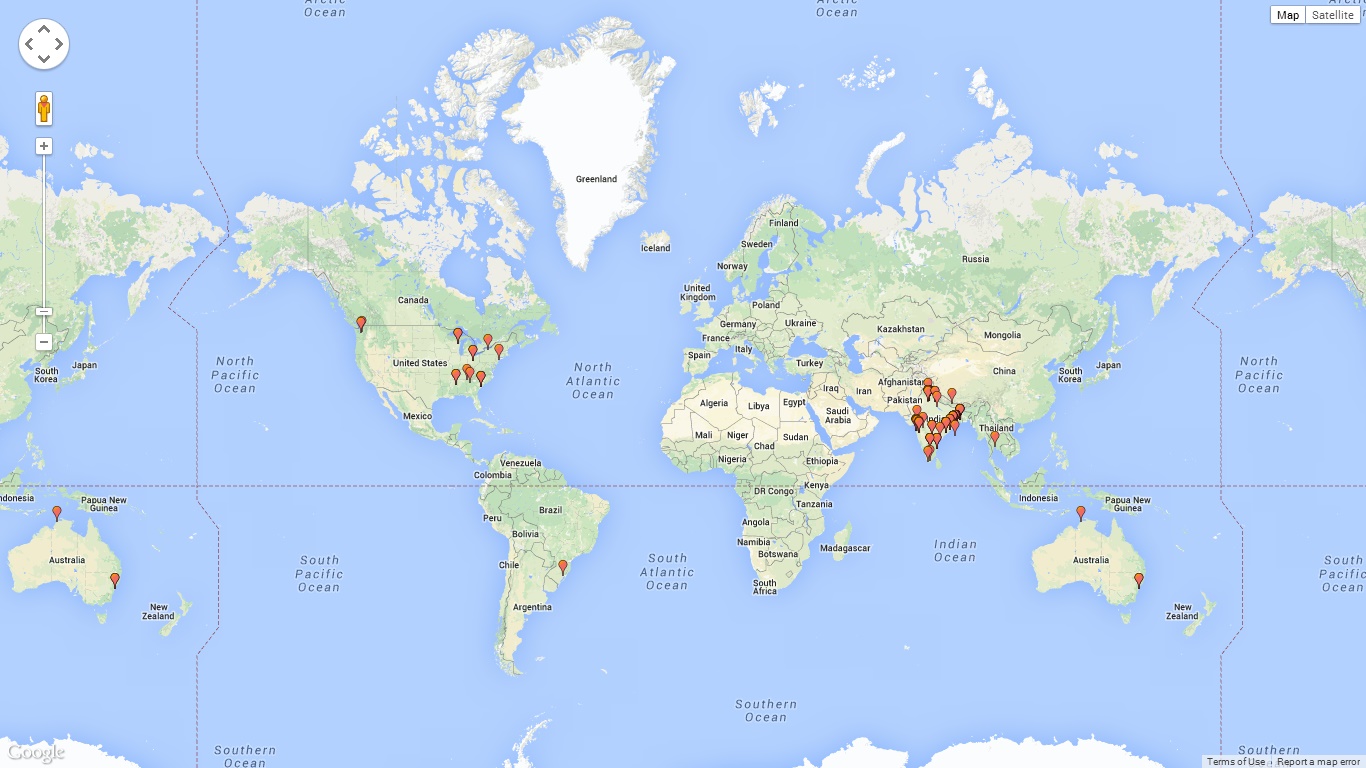 Arctic
Ocean
Arctic
Ocean
Map
Satellite
Greenland
Iceland
Finland
Sweden
Norway
Russia
United
Kingdom
Poland
Germany
Ukraine
France
Italy
Spain
Turkey
Kazakhstan
Mongolia
China
South
Korea
Japan
South
Korea
Japan
Canada
United States
Mexico
North
Pacific
Ocean
North
Atlantic
Ocean
North
Pacific
Ocean
Afghanistan
Pakistan
Iraq
Iran
India
Thailand
Algeria
Libya
Egypt
Saudi
Arabia
Mali
Niger
Chad
Sudan
Nigeria
Ethiopia
Kenya
DR Congo
Tanzania
Angola
Namibia
Botswana
Madagascar
South
Africa
Venezuela
Colombia
Peru
Brazil
Bolivia
Chile
Argentina
ndonesia
Papua New
Guinea
Australia
New
Zealand
Indonesia
Papua New
Guinea
Australia
New
Zealand
South
Pacific
Ocean
South
Atlantic
Ocean
Indian
Ocean
South
Pacific
Ocean
Southern
Ocean
Southern
Ocean
Southern
Google
Terms of Use
Report a map error